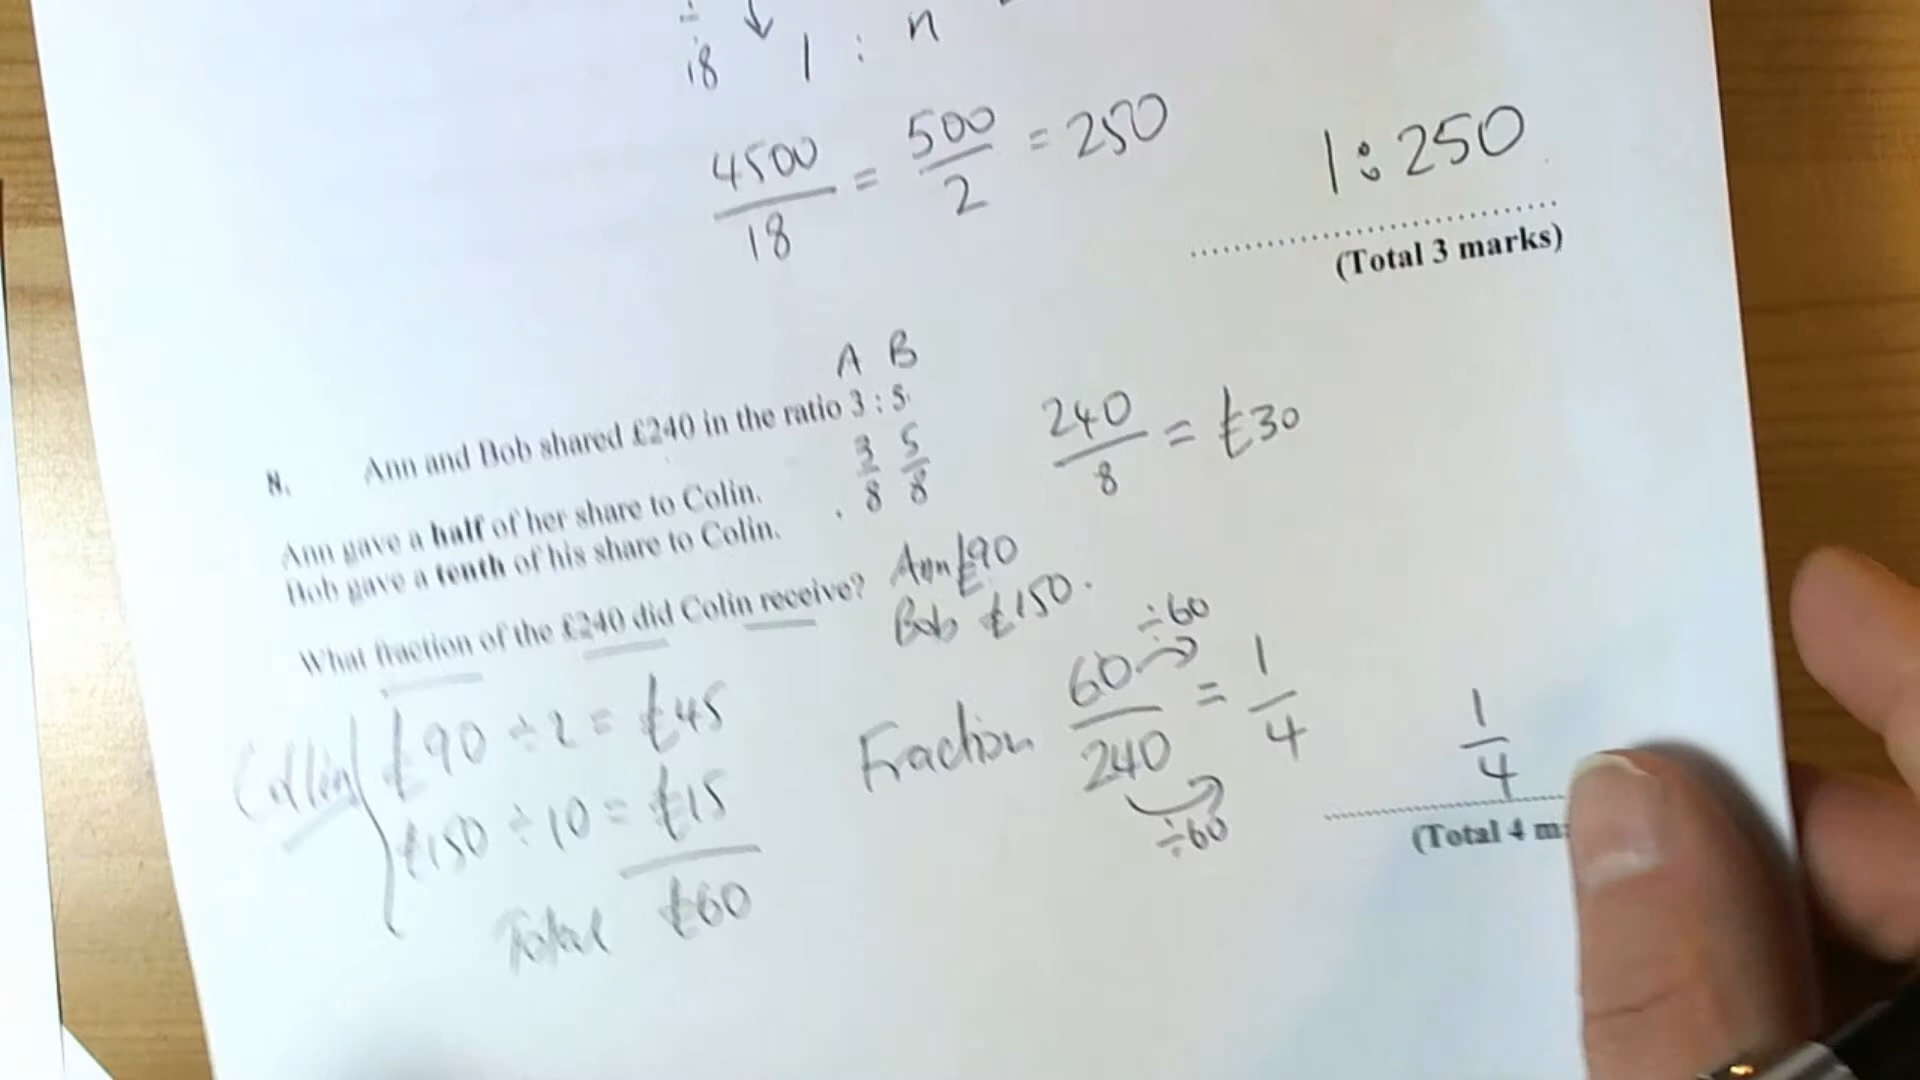 ÷ 18 1 : n
4500/18 = 500/2 = 250
1 : 250
(Total 3 marks)
A B
8. Ann and Bob shared £240 in the ratio 3 : 5
3/8 5/8
240/8 = £30
Ann gave a half of her share to Colin.
Bob gave a tenth of his share to Colin.
What fraction of the £240 did Colin receive?
Ann £90
Bob £150.
£90 ÷ 2 = £45
£150 ÷ 10 = £15
Total £60
÷60
Fraction 60/240 = 1/4
÷60
1/4
(Total 4